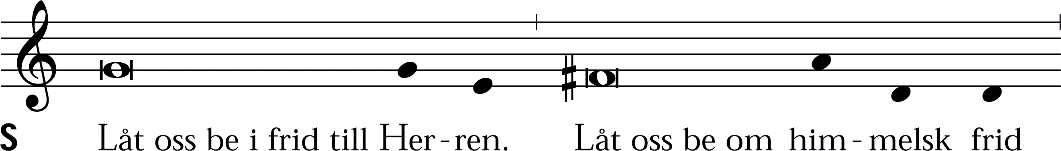 S Låt oss be i frid till Her-ren. Låt oss be om him-melsk frid